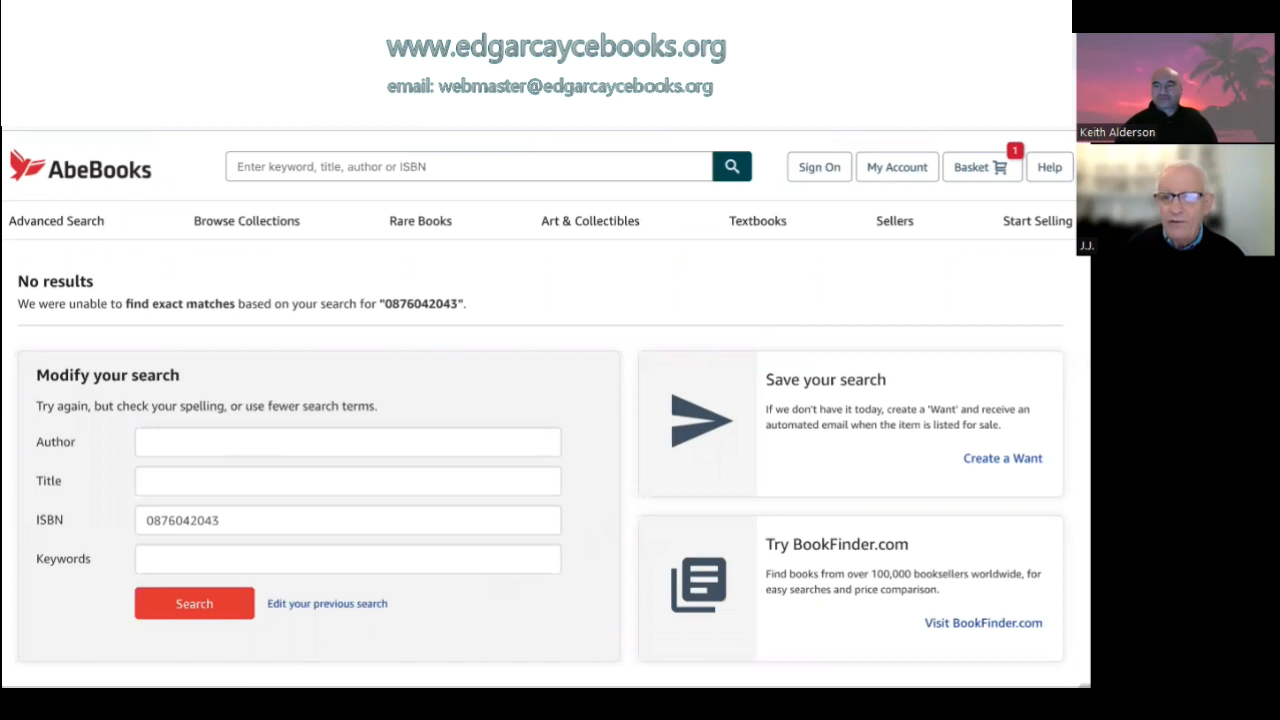 www.edgarcaycebooks.org
email: webmaster@edgarcaycebooks.org
Keith Alderson
J.J.
AbeBooks
Enter keyword, title, author or ISBN
Sign On
My Account
Basket
1
Help
Advanced Search
Browse Collections
Rare Books
Art & Collectibles
Textbooks
Sellers
Start Selling
No results
We were unable to find exact matches based on your search for "0876042043".
Modify your search
Try again, but check your spelling, or use fewer search terms.
Author
Title
ISBN
0876042043
Keywords
Search
Edit your previous search
Save your search
If we don't have it today, create a 'Want' and receive an
automated email when the item is listed for sale.
Create a Want
Try BookFinder.com
Find books from over 100,000 booksellers worldwide, for
easy searches and price comparison.
Visit BookFinder.com